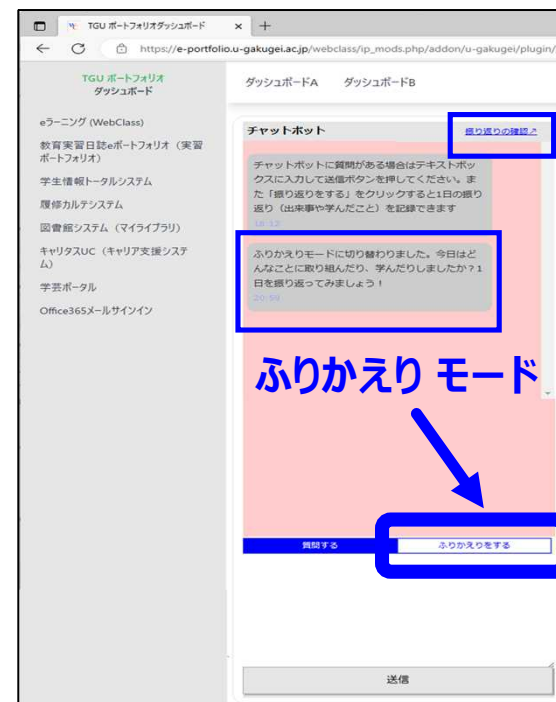 TGU ポートフォリオダッシュボード
https://e-portfolio.u-gakugei.ac.jp/webclass/ip_mods.php/addon/u-gakugei/plugin/
TGU ポートフォリオ
ダッシュボード
ダッシュボードA ダッシュボードB
eラーニング (WebClass)
教育実習日誌eポートフォリオ（実習
ポートフォリオ）
学生情報トータルシステム
履修カルテシステム
図書館システム（マイライブラリ）
キャリタスUC（キャリア支援システ
ム）
学芸ポータル
Office365メールサインイン
チャットボット
振り返りの確認↗
チャットボットに質問がある場合はテキストボッ
クスに入力して送信ボタンを押してください。ま
た「振り返りをする」をクリックすると1日の振り
返り（出来事や学んだこと）を記録できます
18:17
ふりかえりモードに切り替わりました。今日はど
んなことに取り組んだり、学んだりしましたか？1
日を振り返ってみましょう！
20:58
ふりかえり モード
質問する
ふりかえりをする
送信